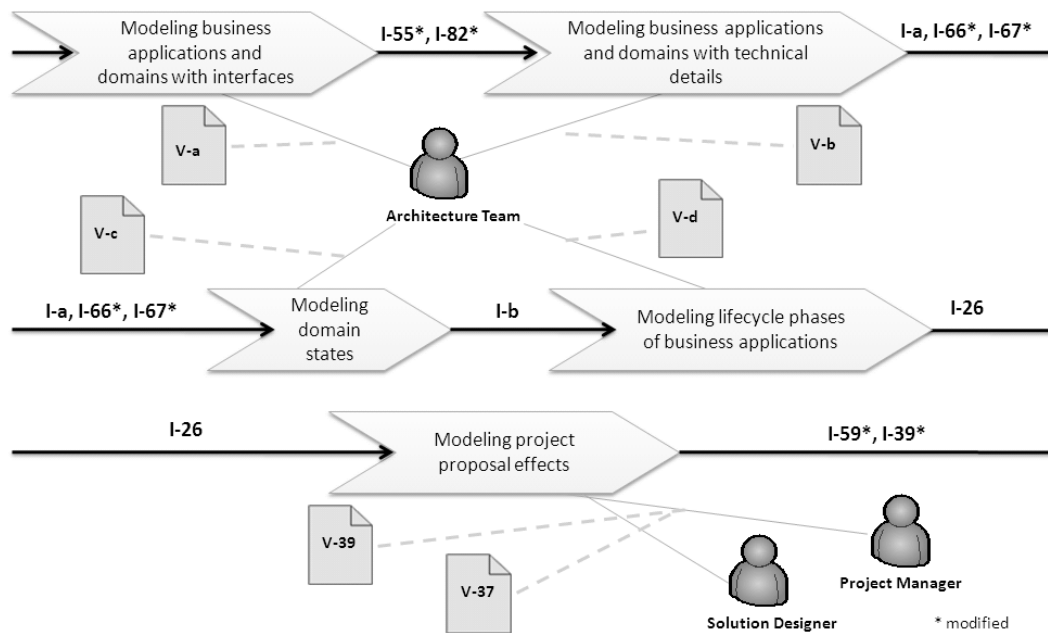 Modeling business
applications and
domains with interfaces
I-55*, I-82*
Modeling business applications
and domains with technical
details
I-a, I-66*, I-67*
V-a
V-b
Architecture Team
V-c
V-d
I-a, I-66*, I-67*
Modeling
domain
states
I-b
Modeling lifecycle phases
of business applications
I-26
I-26
Modeling project
proposal effects
I-59*, I-39*
V-39
V-37
Project Manager
Solution Designer
* modified